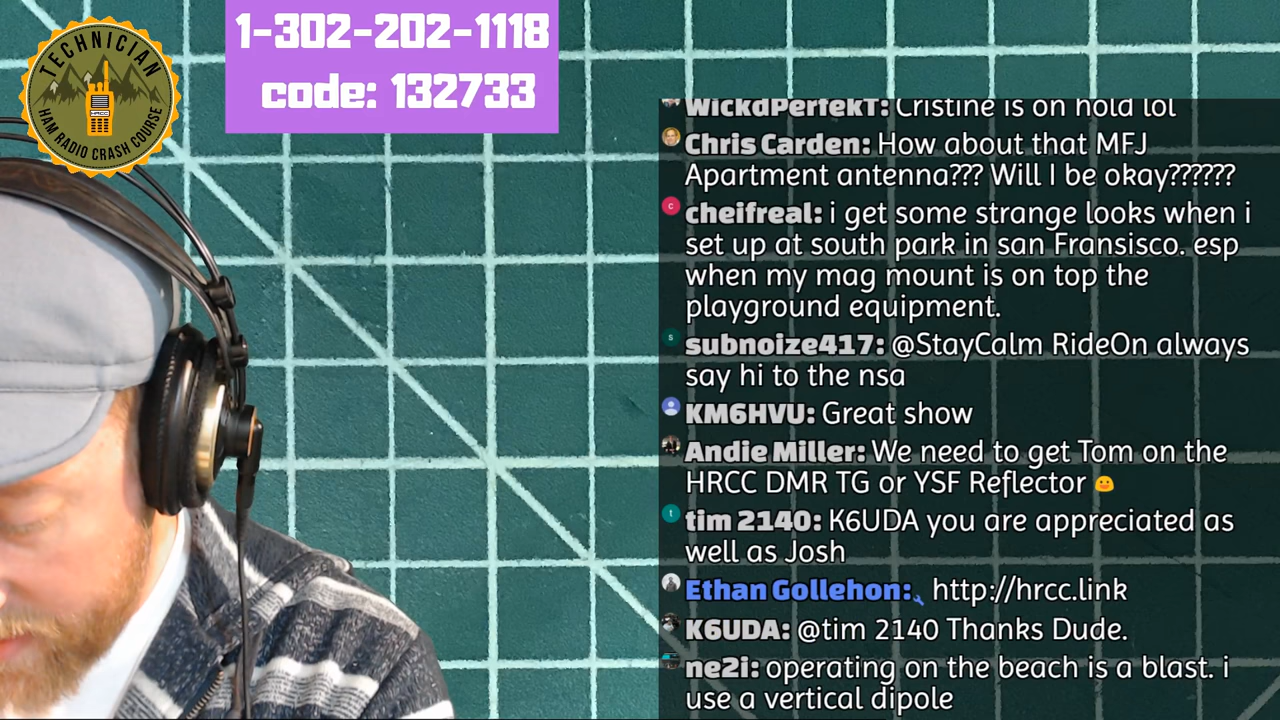 TECHNICIAN
HAM RADIO CRASH COURSE
1-302-202-1118
code: 132733
WickdPerfekT: Cristine is on hold lol
Chris Carden: How about that MFJ
Apartment antenna??? Will I be okay??????
cheifreal: i get some strange looks when i
set up at south park in san Fransisco. esp
when my mag mount is on top the
playground equipment.
subnoize417: @StayCalm RideOn always
say hi to the nsa
KM6HVU: Great show
Andie Miller: We need to get Tom on the
HRCC DMR TG or YSF Reflector
tim 2140: K6UDA you are appreciated as
well as Josh
Ethan Gollehon: http://hrcc.link
K6UDA: @tim 2140 Thanks Dude.
ne2i: operating on the beach is a blast. i
use a vertical dipole